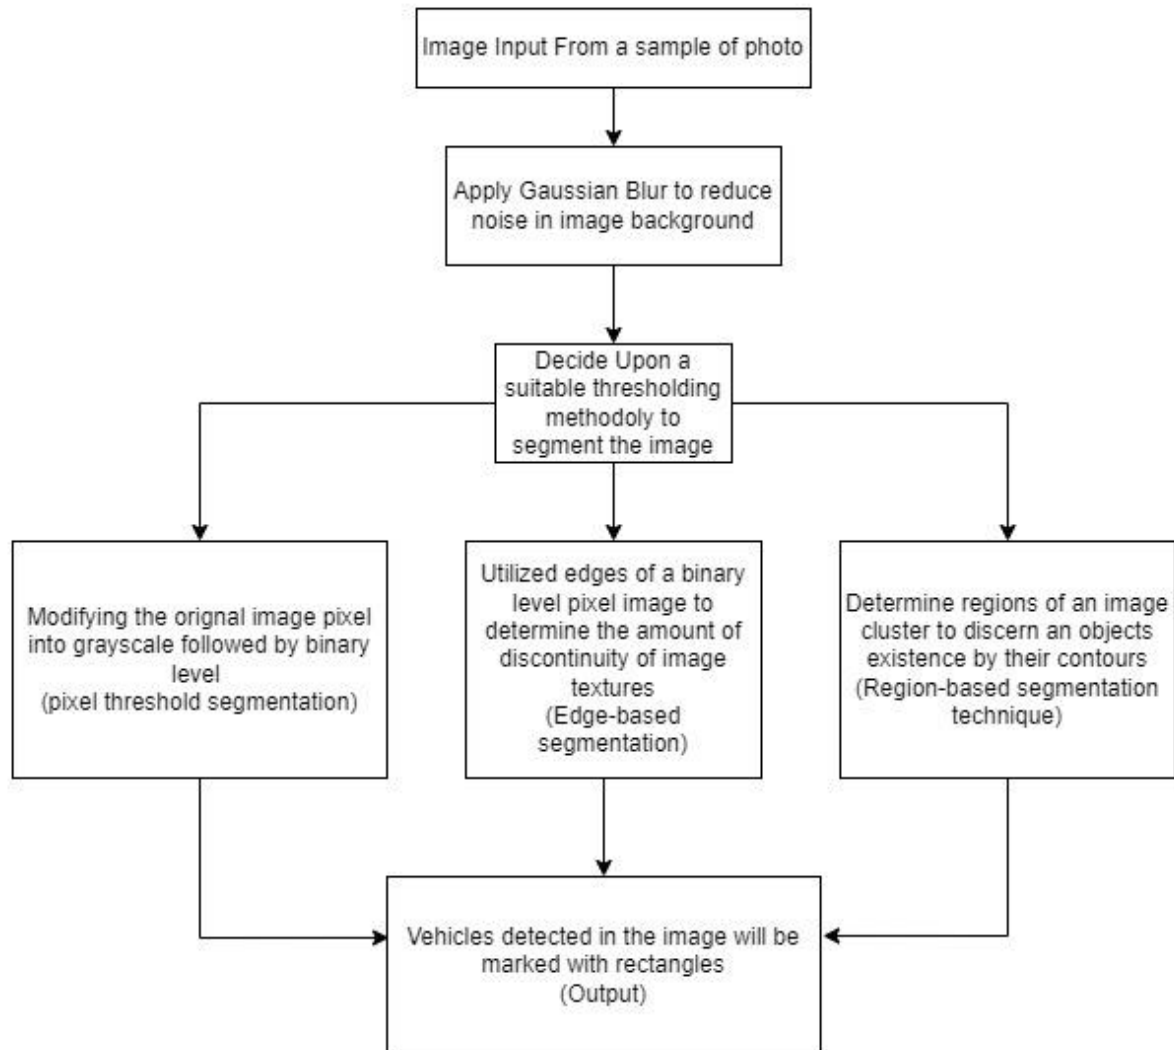 Image Input From a sample of photo
Apply Gaussian Blur to reduce
noise in image background
Decide Upon a
suitable thresholding
methodoly to
segment the image
Modifying the orignal image pixel
into grayscale followed by binary
level
(pixel threshold segmentation)
Utilized edges of a binary
level pixel image to
determine the amount of
discontinuity of image
textures
(Edge-based
segmentation)
Determine regions of an image
cluster to discern an objects
existence by their contours
(Region-based segmentation
technique)
Vehicles detected in the image will be
marked with rectangles
(Output)